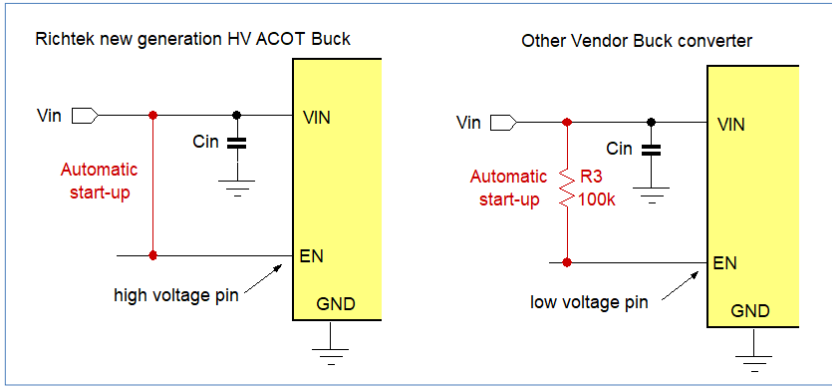 Richtek new generation HV ACOT Buck
Vin
VIN
Cin
Automatic
start-up
EN
high voltage pin
GND
Other Vendor Buck converter
Vin
VIN
Cin
Automatic
start-up
R3
100k
EN
low voltage pin
GND